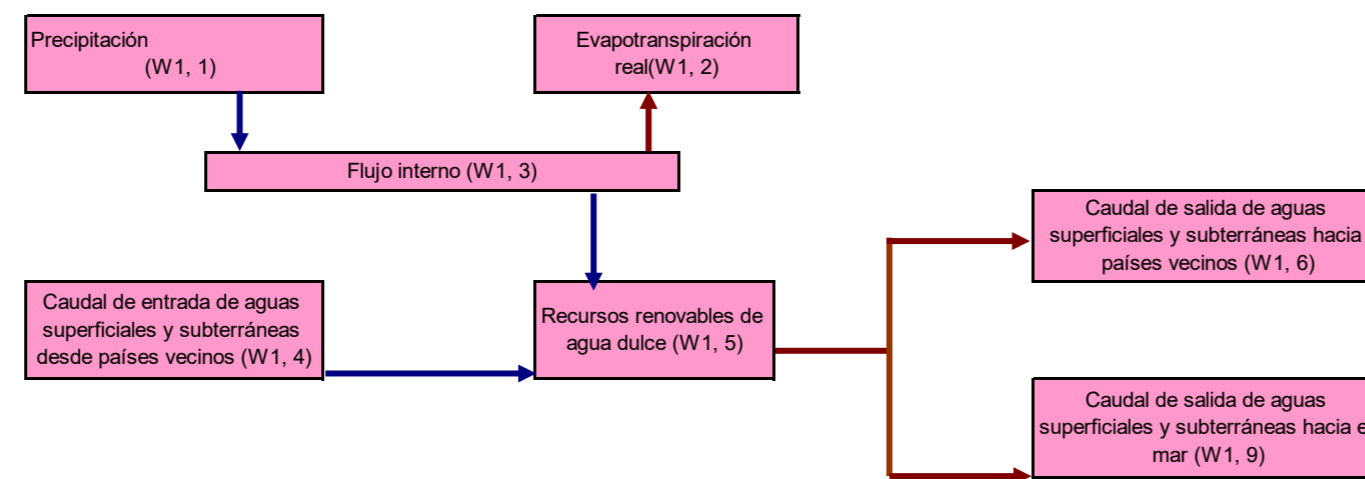 Precipitación
(W1, 1)
Evapotranspiración
real(W1, 2)
Flujo interno (W1, 3)
Caudal de salida de aguas
superficiales y subterráneas hacia
países vecinos (W1, 6)
Caudal de entrada de aguas
superficiales y subterráneas
desde países vecinos (W1, 4)
Recursos renovables de
agua dulce (W1, 5)
Caudal de salida de aguas
superficiales y subterráneas hacia e
mar (W1, 9)